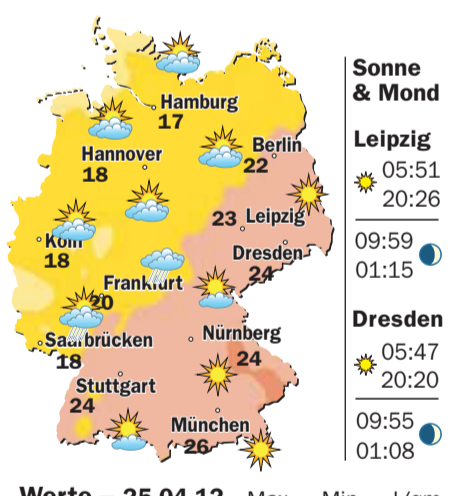 Hamburg
17
Hannover
18
Berlin
22
23 Leipzig
Köln
18
Dresden
24
Frankfurt
20
Saarbrücken
18
Nürnberg
24
Stuttgart
24
München
26
Sonne
& Mond
Leipzig
05:51
20:26
09:59
01:15
Dresden
05:47
20:20
09:55
01:08